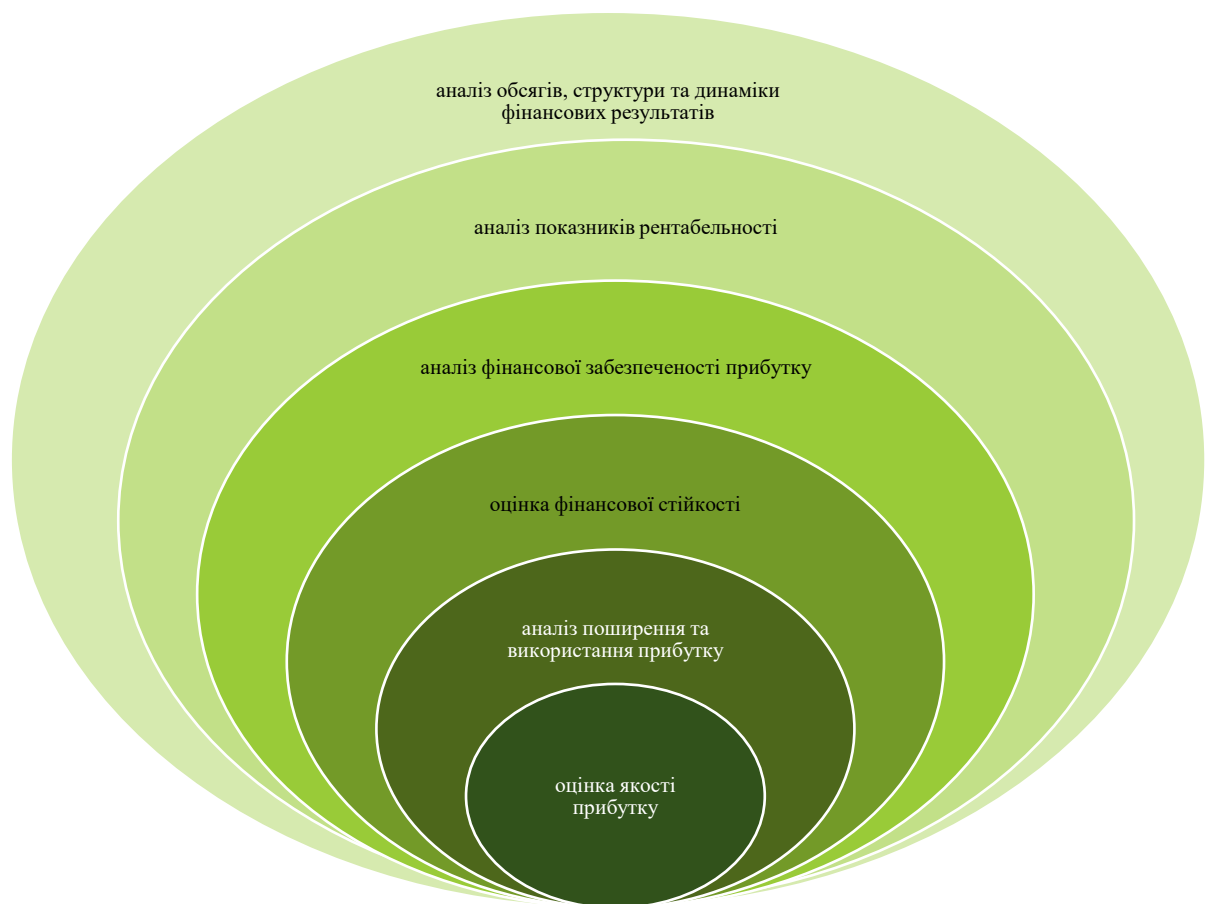 аналіз обсягів, структури та динаміки
фінансових результатів
аналіз показників рентабельності
аналіз фінансової забезпеченості прибутку
оцінка фінансової стійкості
аналіз поширення та
використання прибутку
оцінка якості
прибутку